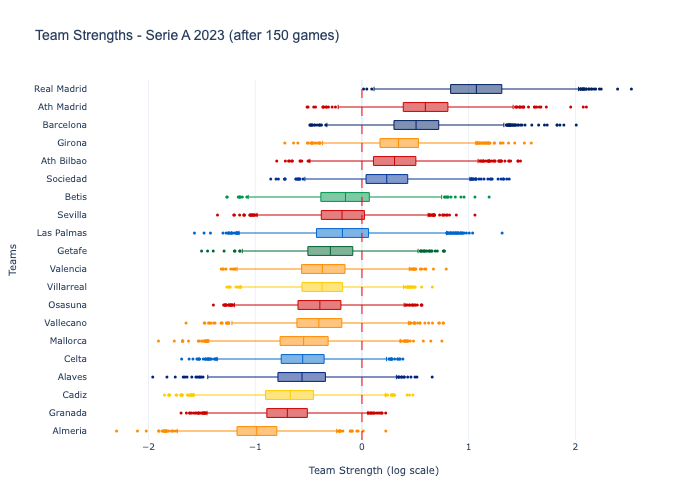 Team Strengths - Serie A 2023 (after 150 games)
Real Madrid
Ath Madrid
Barcelona
Girona
Ath Bilbao
Sociedad
Betis
Sevilla
Las Palmas
Getafe
Valencia
Villarreal
Osasuna
Vallecano
Mallorca
Celta
Alaves
Cadiz
Granada
Almeria
Teams
−2 −1 0 1 2
Team Strength (log scale)